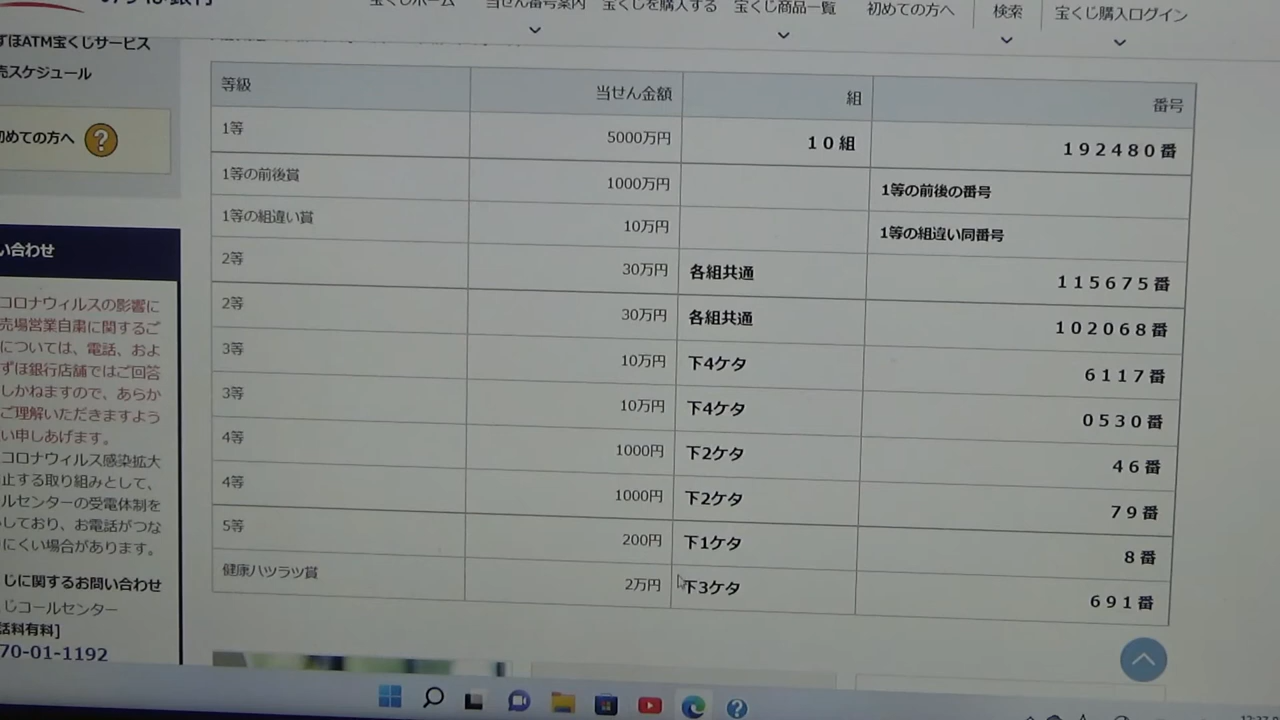 宝くじホーム 当せん番号案内 宝くじを購入する 宝くじ商品一覧 初めての方へ 検索 宝くじ購入ログイン
ずほATM宝くじサービス
売スケジュール
初めての方へ ?
い合わせ
コロナウィルスの影響に
売場営業自粛に関するご
については、電話、およ
ずほ銀行店舗ではご回答
しかねますので、あらか
ご理解いただきますよう
い申しあげます。
コロナウィルス感染拡大
止する取り組みとして、
ルセンターの受電体制を
しており、お電話がつな
にくい場合があります。
じに関するお問い合わせ
じコールセンター
話料有料]
70-01-1192
等級 当せん金額 組 番号
1等 5000万円 10組 192480番
1等の前後賞 1000万円 1等の前後の番号
1等の組違い賞 10万円 1等の組違い同番号
2等 30万円 各組共通 115675番
2等 30万円 各組共通 102068番
3等 10万円 下4ケタ 6117番
3等 10万円 下4ケタ 0530番
4等 1000円 下2ケタ 46番
4等 1000円 下2ケタ 79番
5等 200円 下1ケタ 8番
健康ハツラツ賞 2万円 下3ケタ 691番